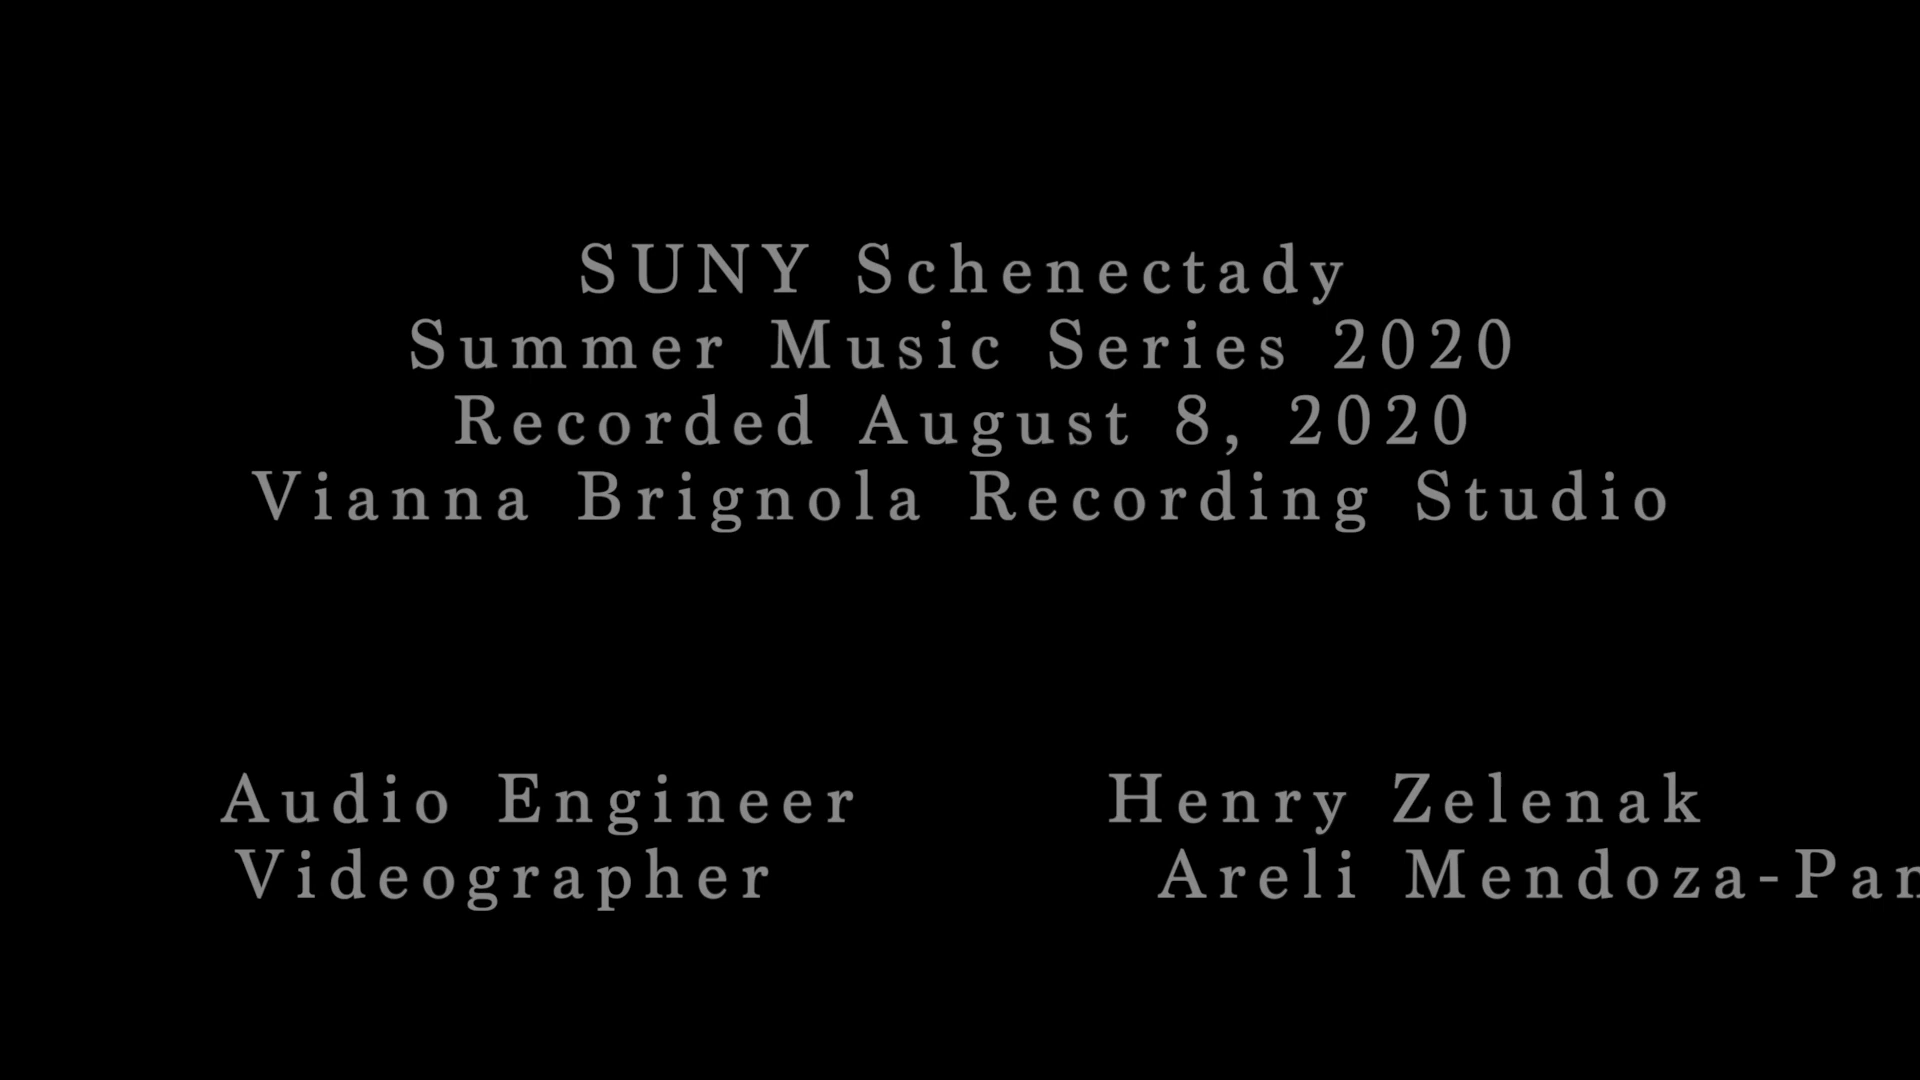 SUNY Schenectady
Summer Music Series 2020
Recorded August 8, 2020
Vianna Brignola Recording Studio
Audio Engineer Henry Zelenak
Videographer Areli Mendoza-